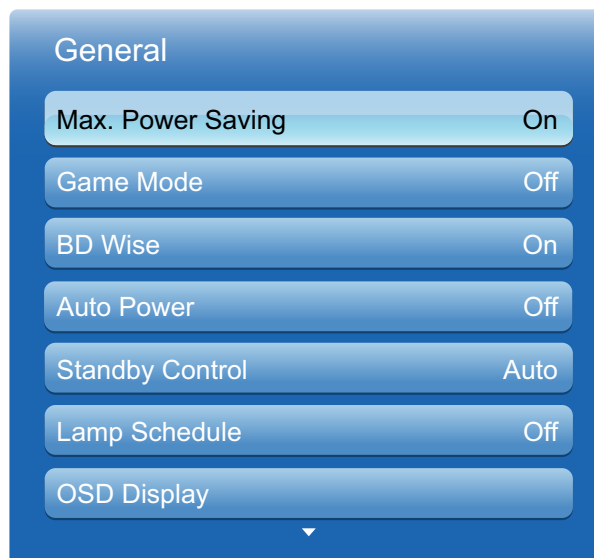 General
Max. Power Saving On
Game Mode Off
BD Wise On
Auto Power Off
Standby Control Auto
Lamp Schedule Off
OSD Display